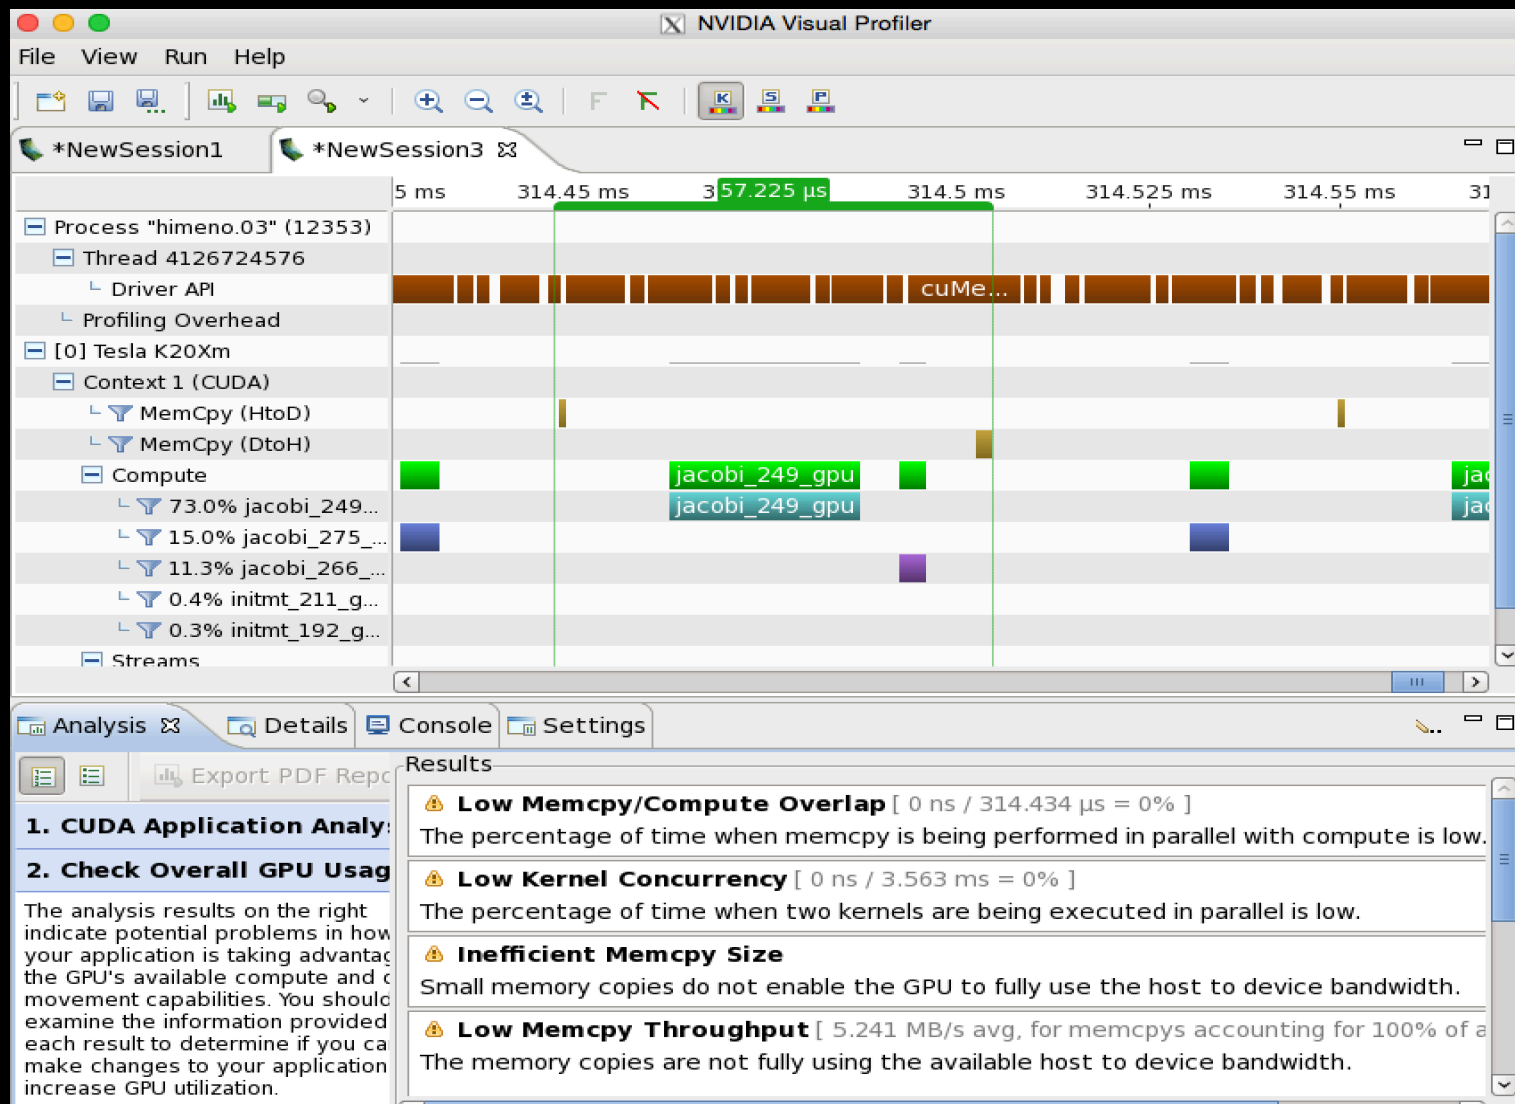 NVIDIA Visual Profiler
File View Run Help
*NewSession1 *NewSession3
5 ms 314.45 ms 3 57.225 µs 314.5 ms 314.525 ms 314.55 ms 31
Process "himeno.03" (12353)
Thread 4126724576
Driver API cuMe...
Profiling Overhead
[0] Tesla K20Xm
Context 1 (CUDA)
MemCpy (HtoD)
MemCpy (DtoH)
Compute jacobi_249_gpu jac
73.0% jacobi_249... jacobi_249_gpu jac
15.0% jacobi_275_...
11.3% jacobi_266_...
0.4% initmt_211_g...
0.3% initmt_192_g...
Streams
Analysis Details Console Settings
Export PDF Repo
1. CUDA Application Analys
2. Check Overall GPU Usag
The analysis results on the right
indicate potential problems in how
your application is taking advantag
the GPU's available compute and d
movement capabilities. You should
examine the information provided
each result to determine if you ca
make changes to your application
increase GPU utilization.
Results
Low Memcpy/Compute Overlap [ 0 ns / 314.434 µs = 0% ]
The percentage of time when memcpy is being performed in parallel with compute is low.
Low Kernel Concurrency [ 0 ns / 3.563 ms = 0% ]
The percentage of time when two kernels are being executed in parallel is low.
Inefficient Memcpy Size
Small memory copies do not enable the GPU to fully use the host to device bandwidth.
Low Memcpy Throughput [ 5.241 MB/s avg, for memcpys accounting for 100% of a
The memory copies are not fully using the available host to device bandwidth.